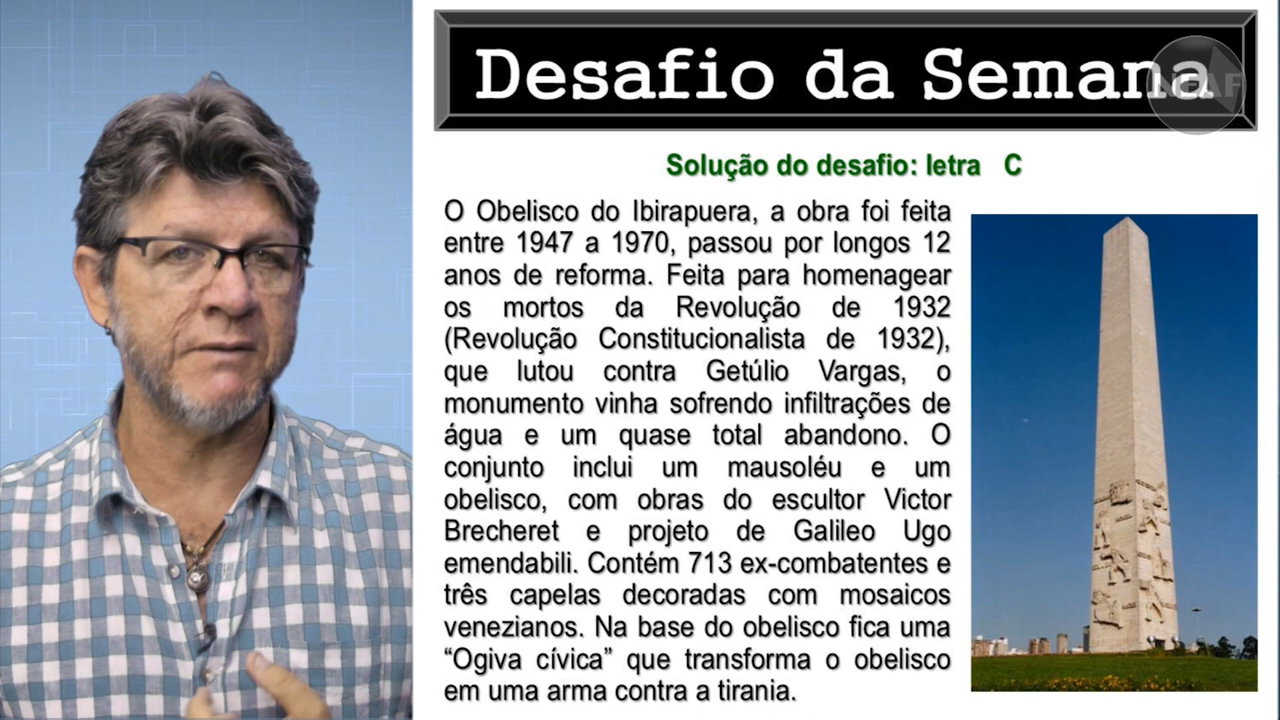 Desafio da Semana
NEAF
Solução do desafio: letra C
O Obelisco do Ibirapuera, a obra foi feita
entre 1947 a 1970, passou por longos 12
anos de reforma. Feita para homenagear
os mortos da Revolução de 1932
(Revolução Constitucionalista de 1932),
que lutou contra Getúlio Vargas, o
monumento vinha sofrendo infiltrações de
água e um quase total abandono. O
conjunto inclui um mausoléu e um
obelisco, com obras do escultor Victor
Brecheret e projeto de Galileo Ugo
emendabili. Contém 713 ex-combatentes e
três capelas decoradas com mosaicos
venezianos. Na base do obelisco fica uma
“Ogiva cívica” que transforma o obelisco
em uma arma contra a tirania.